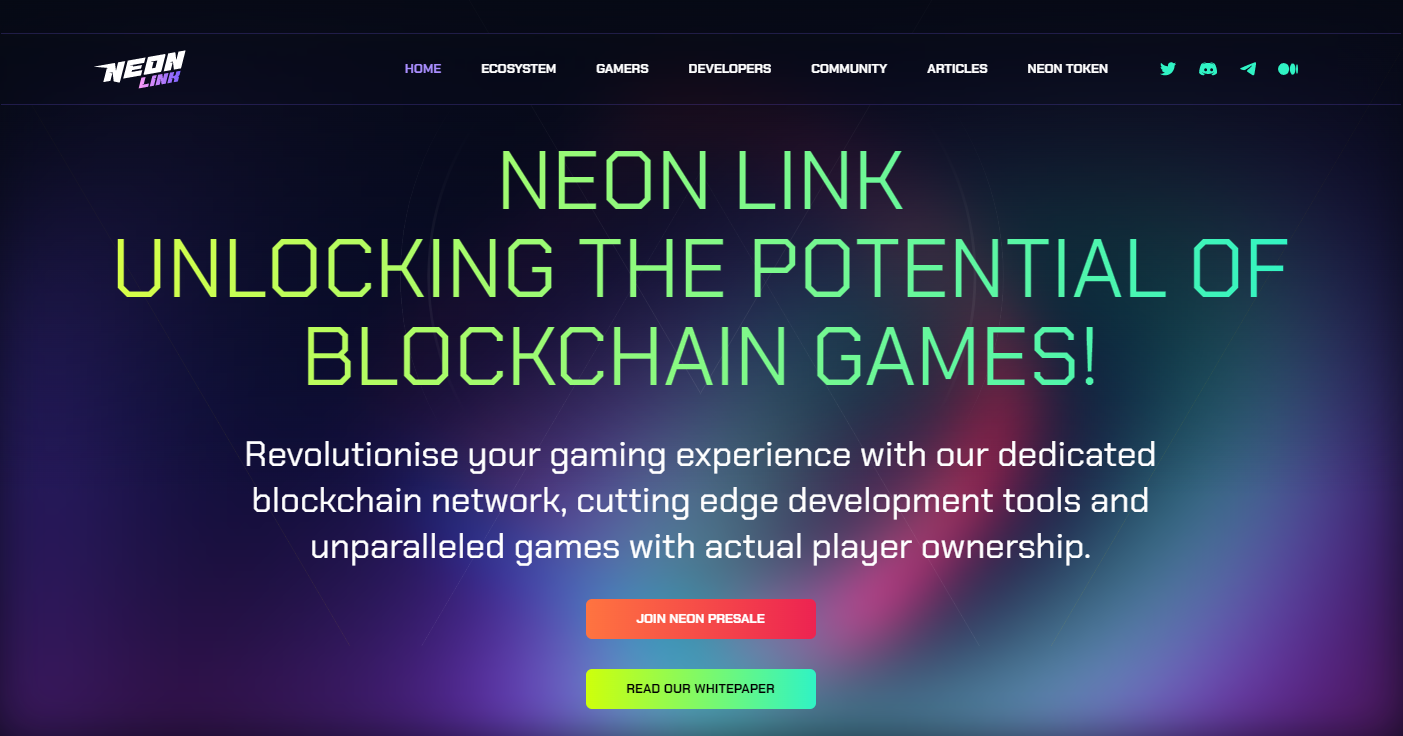 NEON
LINK
HOME ECOSYSTEM GAMERS DEVELOPERS COMMUNITY ARTICLES NEON TOKEN
NEON LINK
UNLOCKING THE POTENTIAL OF
BLOCKCHAIN GAMES!
Revolutionise your gaming experience with our dedicated
blockchain network, cutting edge development tools and
unparalleled games with actual player ownership.
JOIN NEON PRESALE
READ OUR WHITEPAPER